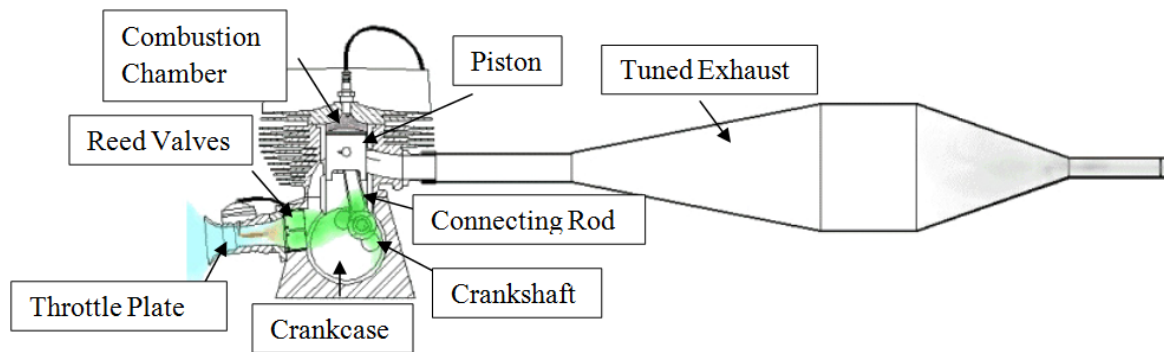 Combustion
Chamber
Piston
Tuned Exhaust
Reed Valves
Connecting Rod
Throttle Plate
Crankshaft
Crankcase